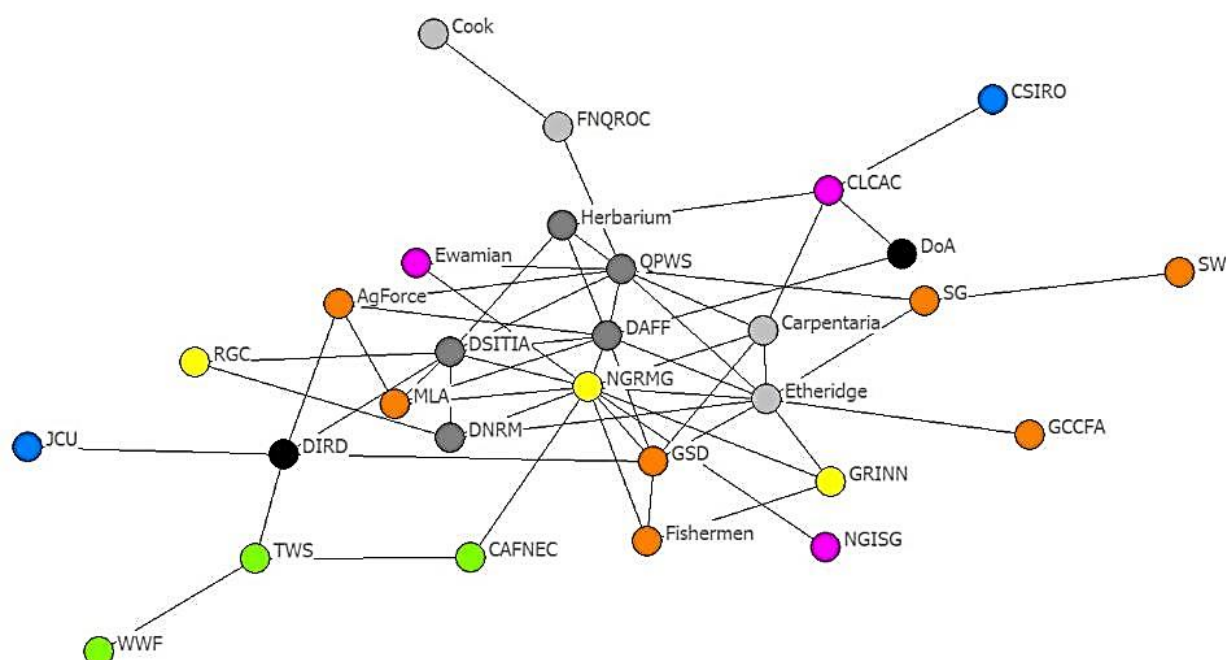 Cook
CSIRO
FNQROC
CLCAC
Herbarium
DoA
Ewamian
QPWS
SW
AgForce
SG
Carpentaria
DAFF
DSITIA
RGC
NGRMG
MLA
Etheridge
DNRM
GCCFA
JCU
DIRD
GSD
GRINN
Fishermen
NGISG
TWS
CAFNEC
WWF